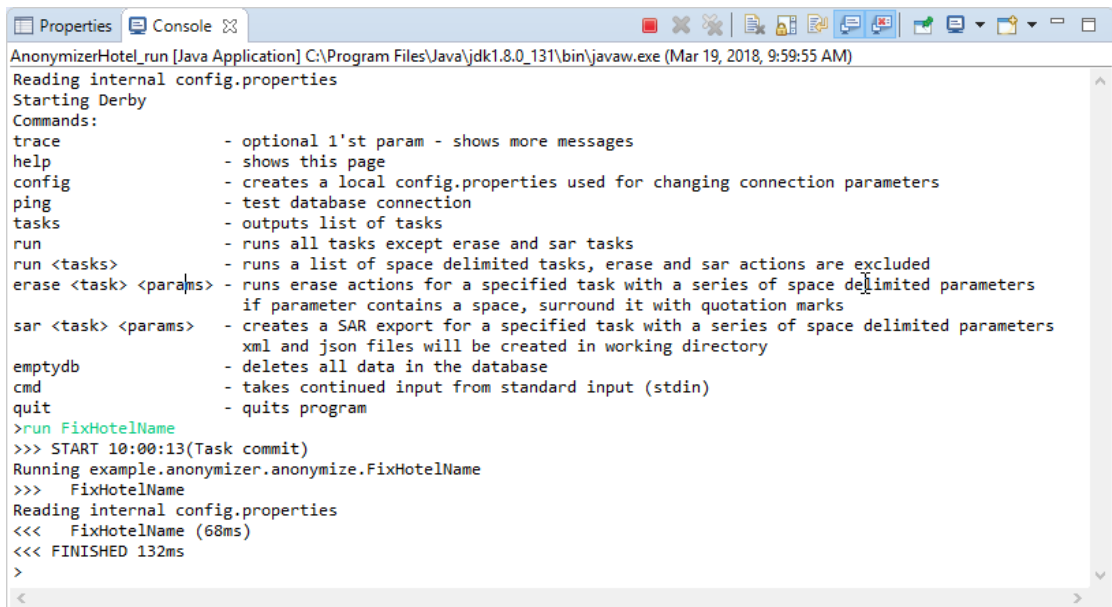 Properties Console
AnonymizerHotel_run [Java Application] C:\Program Files\Java\jdk1.8.0_131\bin\javaw.exe (Mar 19, 2018, 9:59:55 AM)
Reading internal config.properties
Starting Derby
Commands:
trace - optional 1'st param - shows more messages
help - shows this page
config - creates a local config.properties used for changing connection parameters
ping - test database connection
tasks - outputs list of tasks
run - runs all tasks except erase and sar tasks
run <tasks> - runs a list of space delimited tasks, erase and sar actions are excluded
erase <task> <params> - runs erase actions for a specified task with a series of space delimited parameters
if parameter contains a space, surround it with quotation marks
sar <task> <params> - creates a SAR export for a specified task with a series of space delimited parameters
xml and json files will be created in working directory
emptydb - deletes all data in the database
cmd - takes continued input from standard input (stdin)
quit - quits program
>run FixHotelName
>>> START 10:00:13(Task commit)
Running example.anonymizer.anonymize.FixHotelName
>>> FixHotelName
Reading internal config.properties
<<< FixHotelName (68ms)
<<< FINISHED 132ms
>